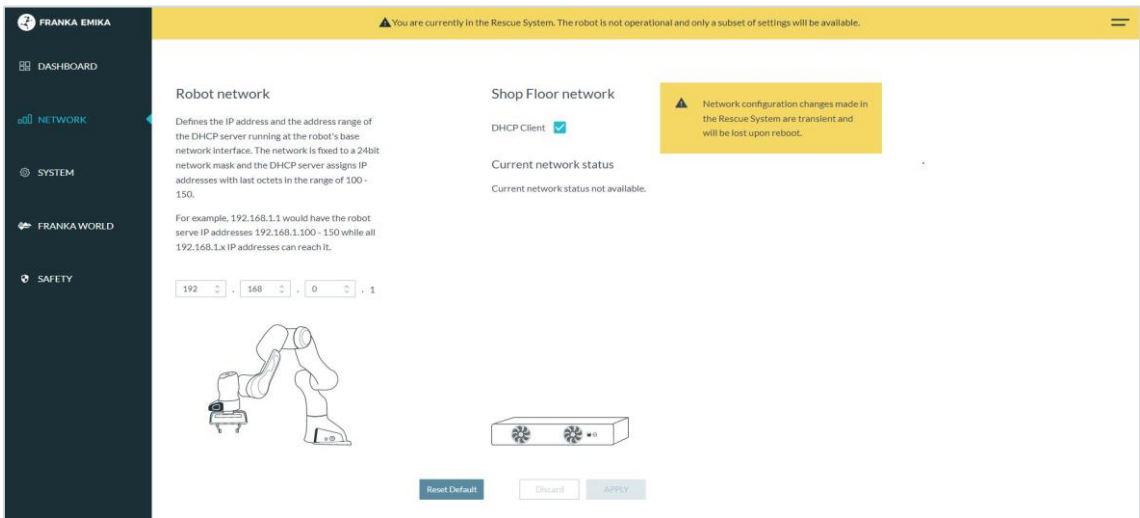 FRANKA EMIKA
You are currently in the Rescue System. The robot is not operational and only a subset of settings will be available.
DASHBOARD
NETWORK
SYSTEM
FRANKA WORLD
SAFETY
Robot network
Defines the IP address and the address range of
the DHCP server running at the robot's base
network interface. The network is fixed to a 24bit
network mask and the DHCP server assigns IP
addresses with last octets in the range of 100 -
150.
For example, 192.168.1.1 would have the robot
serve IP addresses 192.168.1.100 - 150 while all
192.168.1.x IP addresses can reach it.
192 . 168 . 0 . 1
Shop Floor network
DHCP Client
Current network status
Current network status not available.
Network configuration changes made in
the Rescue System are transient and
will be lost upon reboot.
Reset Default
Discard
APPLY